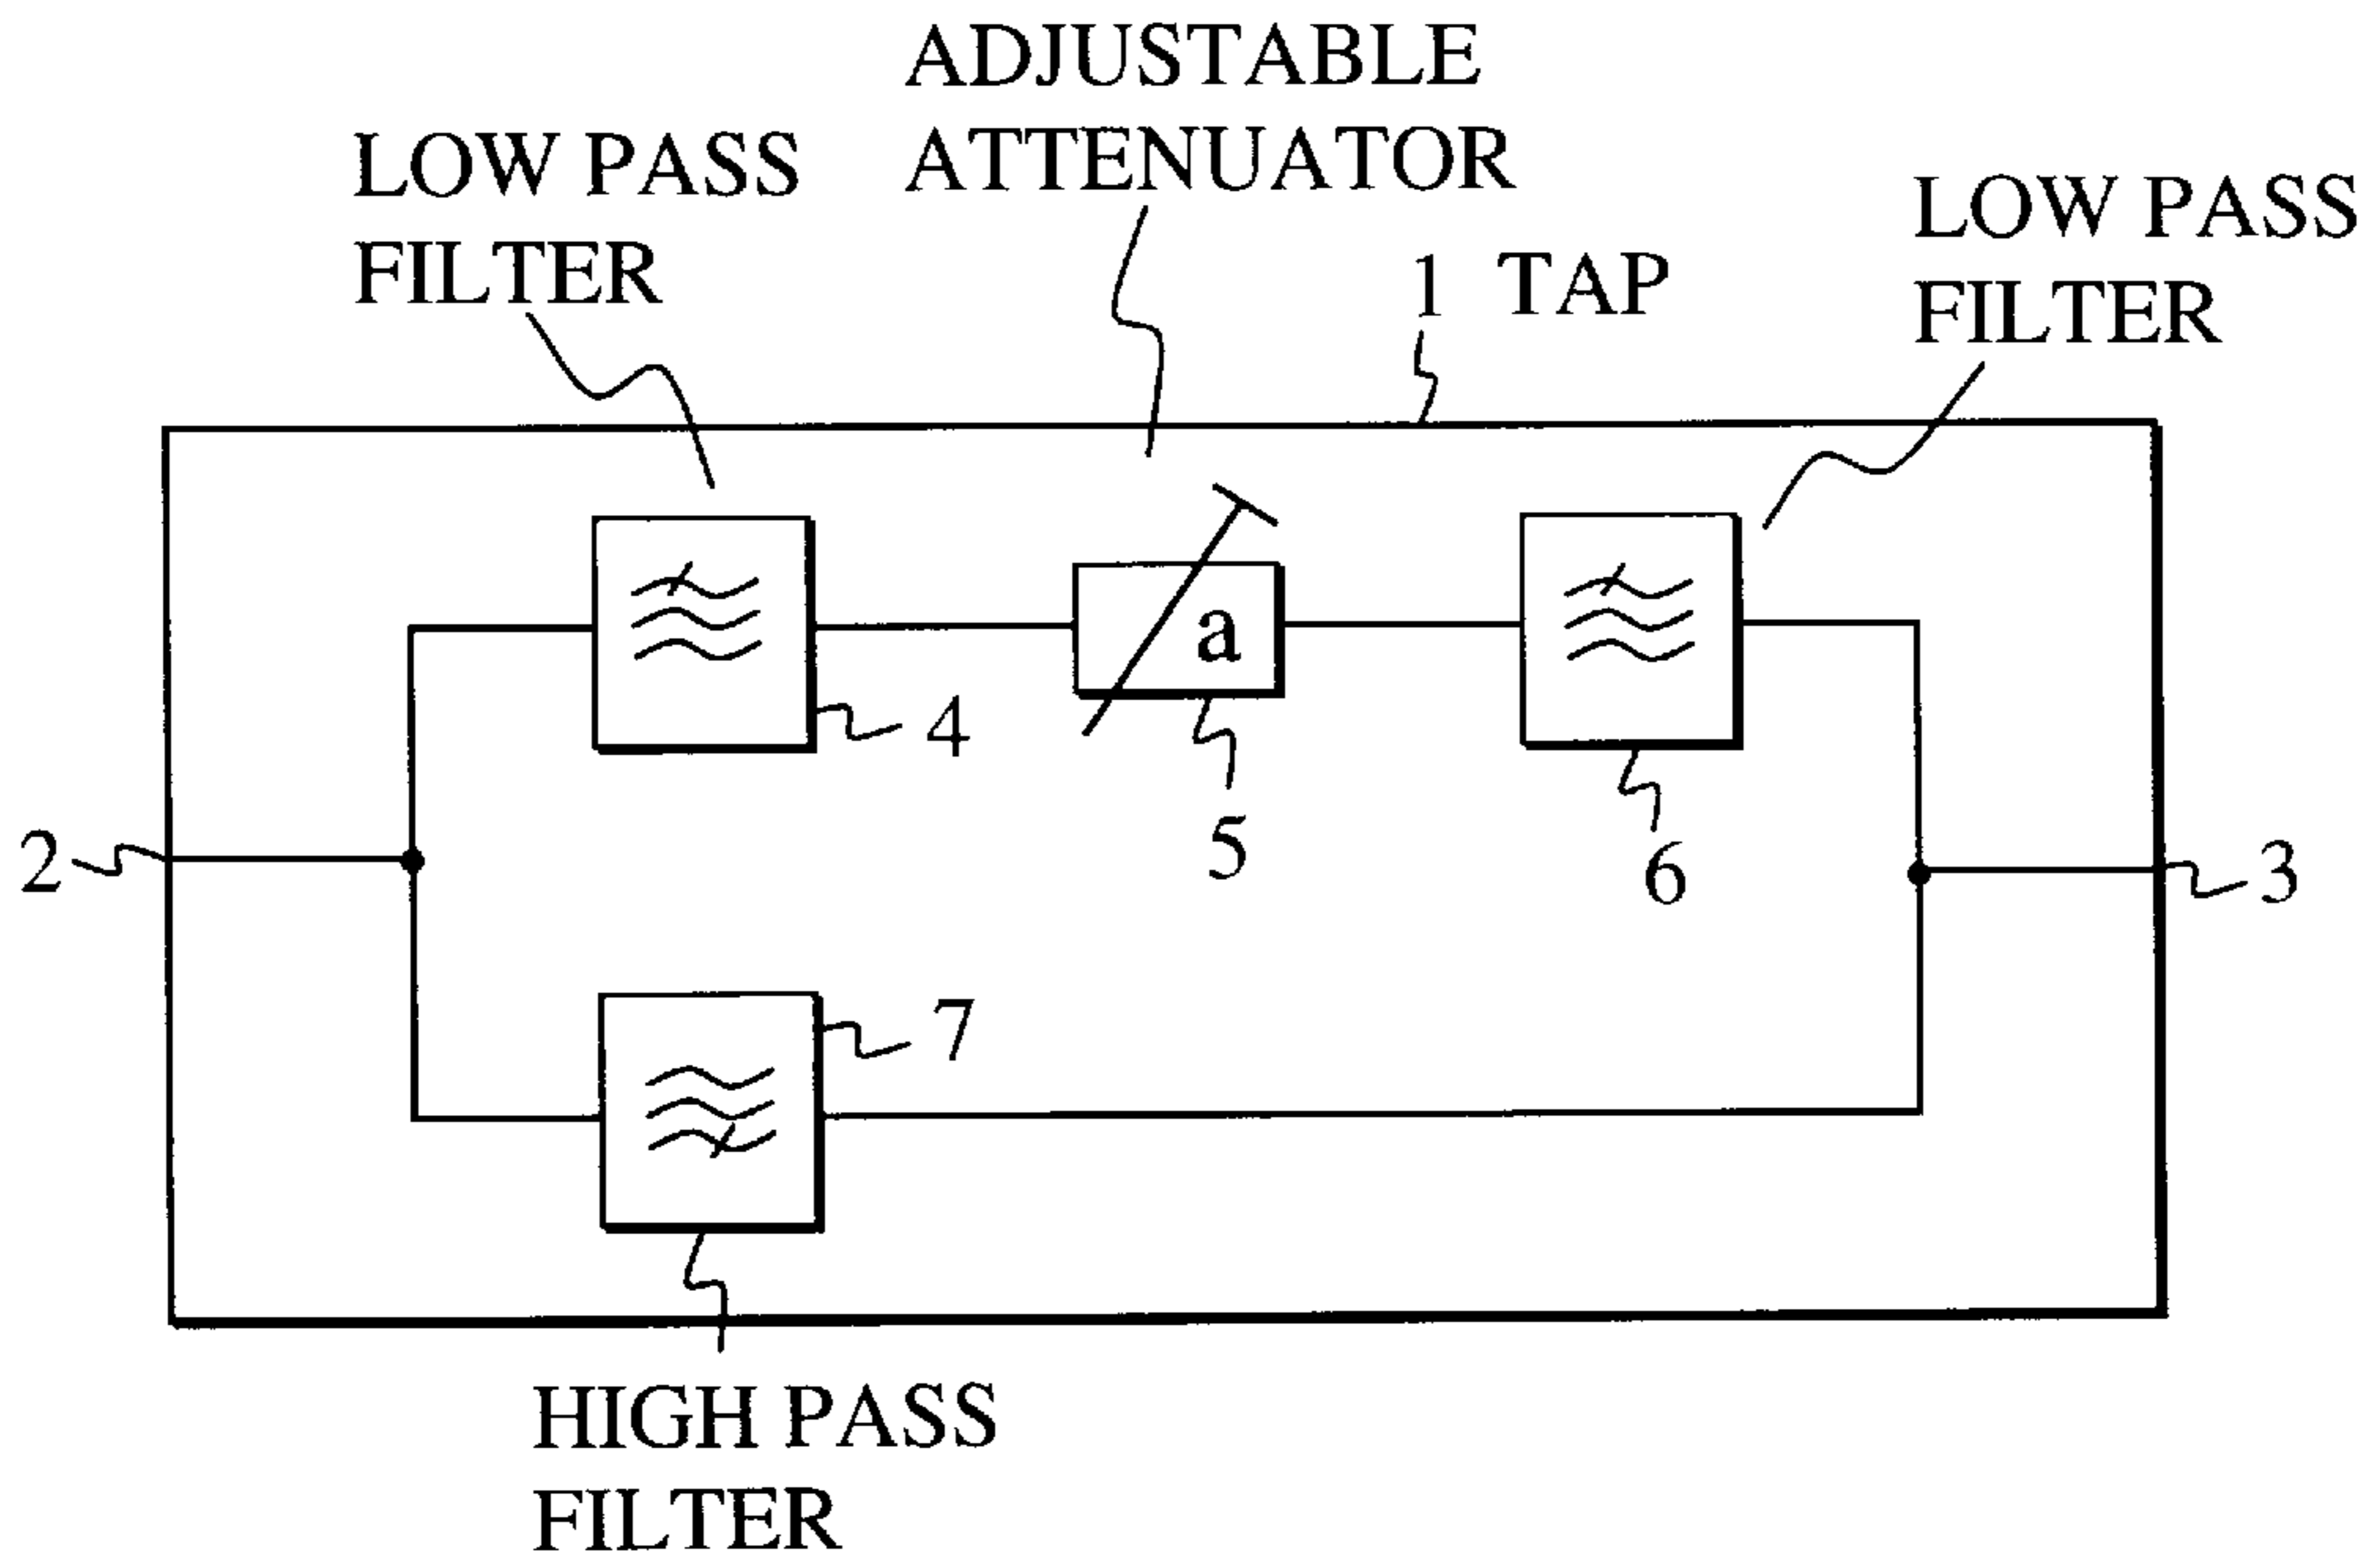 ADJUSTABLE
ATTENUATOR
LOW PASS
FILTER
1 TAP
LOW PASS
FILTER
a
4
5
6
2
3
7
HIGH PASS
FILTER